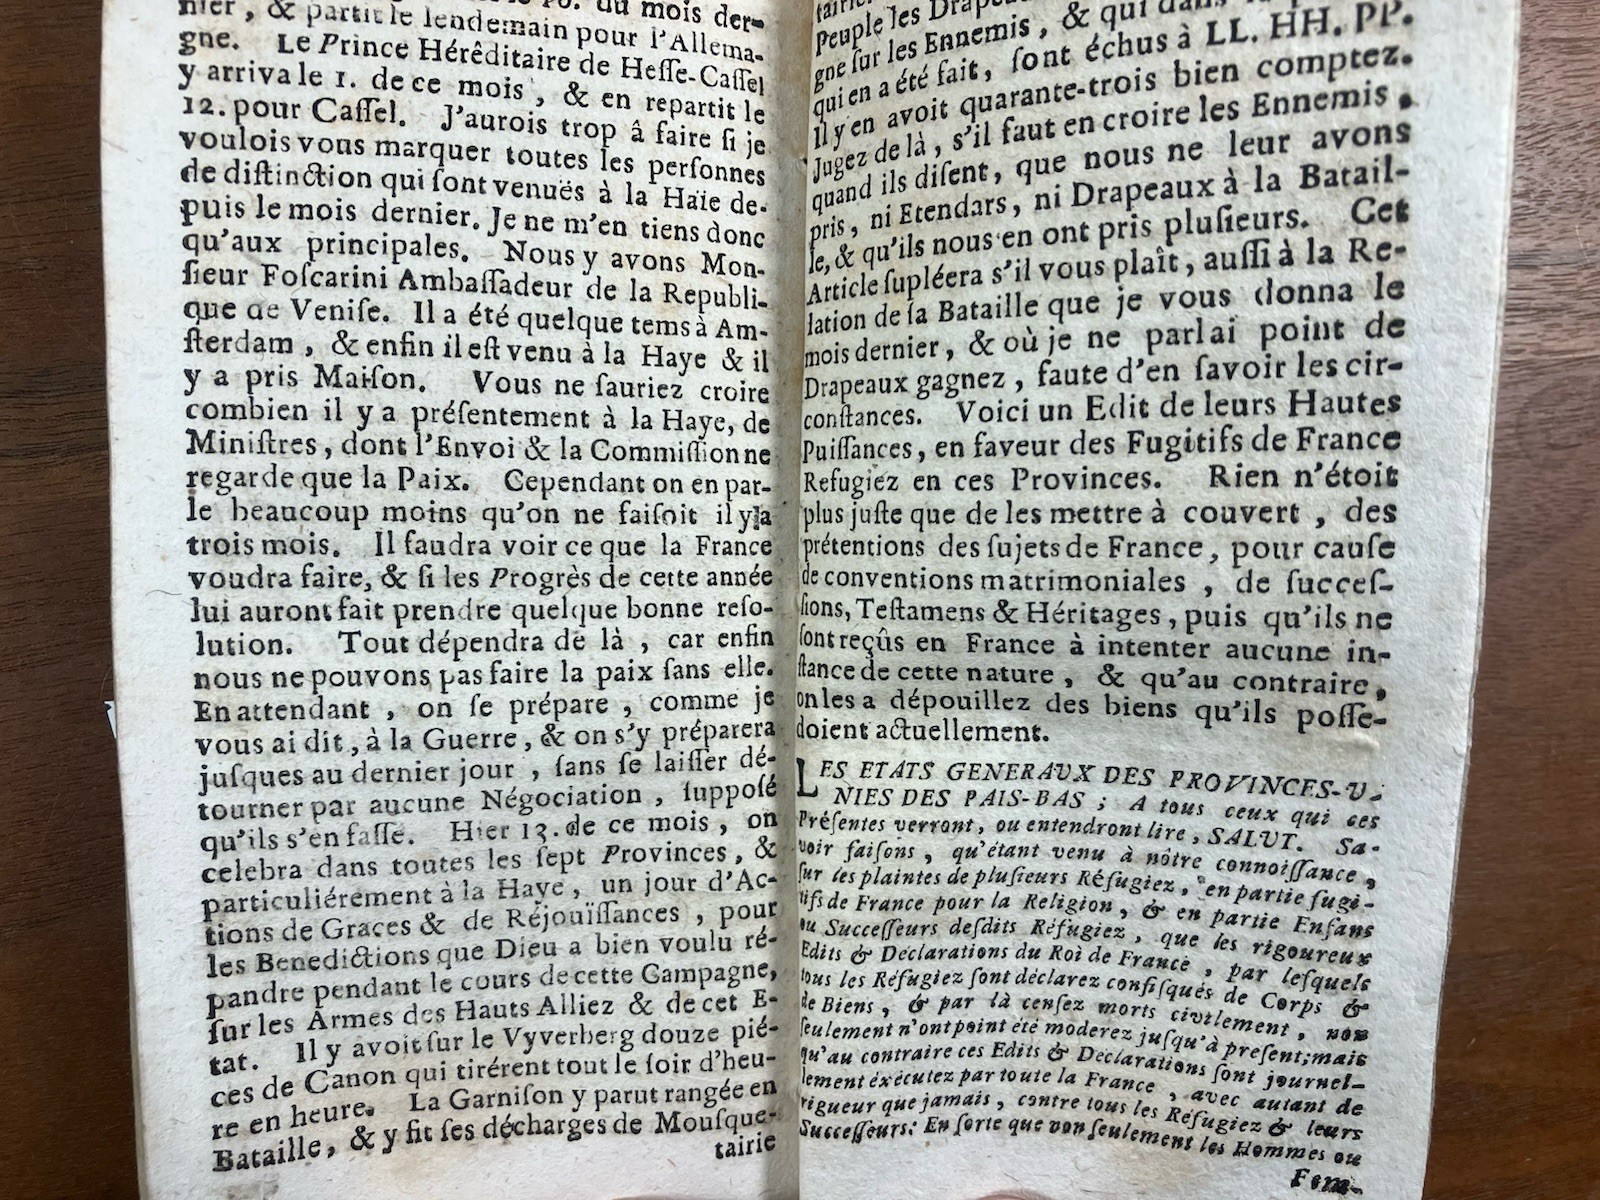 nier, & partit le lendemain pour l'Allema-
gne. Le Prince Hérêditaire de Heſſe-Caſſel
y arriva le 1. de ce mois, & en repartit le
12. pour Caſſel. J'aurois trop â faire ſi je
voulois vous marquer toutes les perſonnes
de diſtinction qui ſont venuës à la Haïe de-
puis le mois dernier. Je ne m'en tiens donc
qu'aux principales. Nous y avons Mon-
ſieur Foſcarini Ambaſſadeur de la Republi-
que de Veniſe. Il a été quelque tems à Am-
ſterdam, & enfin il eſt venu à la Haye & il
y a pris Maiſon. Vous ne ſauriez croire
combien il y a préſentement à la Haye, de
Miniſtres, dont l'Envoi & la Commiſſion ne
regarde que la Paix. Cependant on en par-
le beaucoup moins qu'on ne faiſoit il y a
trois mois. Il faudra voir ce que la France
voudra faire, & ſi les Progrès de cette année
lui auront fait prendre quelque bonne reſo-
lution. Tout dépendra de là, car enfin
nous ne pouvons pas faire la paix ſans elle.
En attendant, on ſe prépare, comme je
vous ai dit, à la Guerre, & on s'y préparera
juſques au dernier jour, ſans ſe laiſſer dé-
tourner par aucune Négociation, ſuppoſé
qu'ils s'en faſſe. Hier 13. de ce mois, on
celebra dans toutes les ſept Provinces, &
particuliérement à la Haye, un jour d'Ac-
tions de Graces & de Réjouïſſances, pour
les Benedictions que Dieu a bien voulu ré-
pandre pendant le cours de cette Campagne,
ſur les Armes des Hauts Alliez & de cet E-
tat. Il y avoit ſur le Vyverberg douze pié-
ces de Canon qui tirérent tout le ſoir d'heu-
re en heure. La Garniſon y parut rangée en
Bataille, & y fit ſes décharges de Mouſque-
tairie
Peuple les
gne ſur les Ennemis, & qui
qui en a été fait, ſont échus à LL. HH. PP.
Il y en avoit quarante-trois bien comptez.
Jugez de là, s'il faut en croire les Ennemis,
quand ils diſent, que nous ne leur avons
pris, ni Etendars, ni Drapeaux à la Batail-
le, & qu'ils nous en ont pris pluſieurs. Cet
Article ſupléera s'il vous plaît, auſſi à la Re-
lation de la Bataille que je vous donna le
mois dernier, & où je ne parlai point de
Drapeaux gagnez, faute d'en ſavoir les cir-
conſtances. Voici un Edit de leurs Hautes
Puiſſances, en faveur des Fugitifs de France
Refugiez en ces Provinces. Rien n'étoit
plus juſte que de les mettre à couvert, des
prétentions des ſujets de France, pour cauſe
de conventions matrimoniales, de ſucceſ-
ſions, Teſtamens & Héritages, puis qu'ils ne
ſont reçûs en France à intenter aucune in-
ſtance de cette nature, & qu'au contraire,
on les a dépouillez des biens qu'ils poſſe-
doient actuellement.
LES ETATS GENERAUX DES PROVINCES-U-
NIES DES PAIS-BAS; A tous ceux qui ces
Préſentes verront, ou entendront lire, SALUT. Sa-
voir faiſons, qu'étant venu à nôtre connoiſſance,
ſur les plaintes de pluſieurs Réfugiez, en partie fugi-
tifs de France pour la Religion, & en partie Enfans
ou Succeſſeurs deſdits Réfugiez, que les rigoureux
Edits & Déclarations du Roi de France, par leſquels
tous les Réfugiez ſont déclarez confiſqués de Corps &
de Biens, & par là cenſez morts civilement, non
ſeulement n'ont point été moderez juſqu'à preſent; mais
qu'au contraire ces Edits & Déclarations ſont journel-
lement éxécutez par toute la France, avec autant de
rigueur que jamais, contre tous les Réfugiez & leurs
Succeſſeurs: En ſorte que non ſeulement les Hommes ou
Fem-